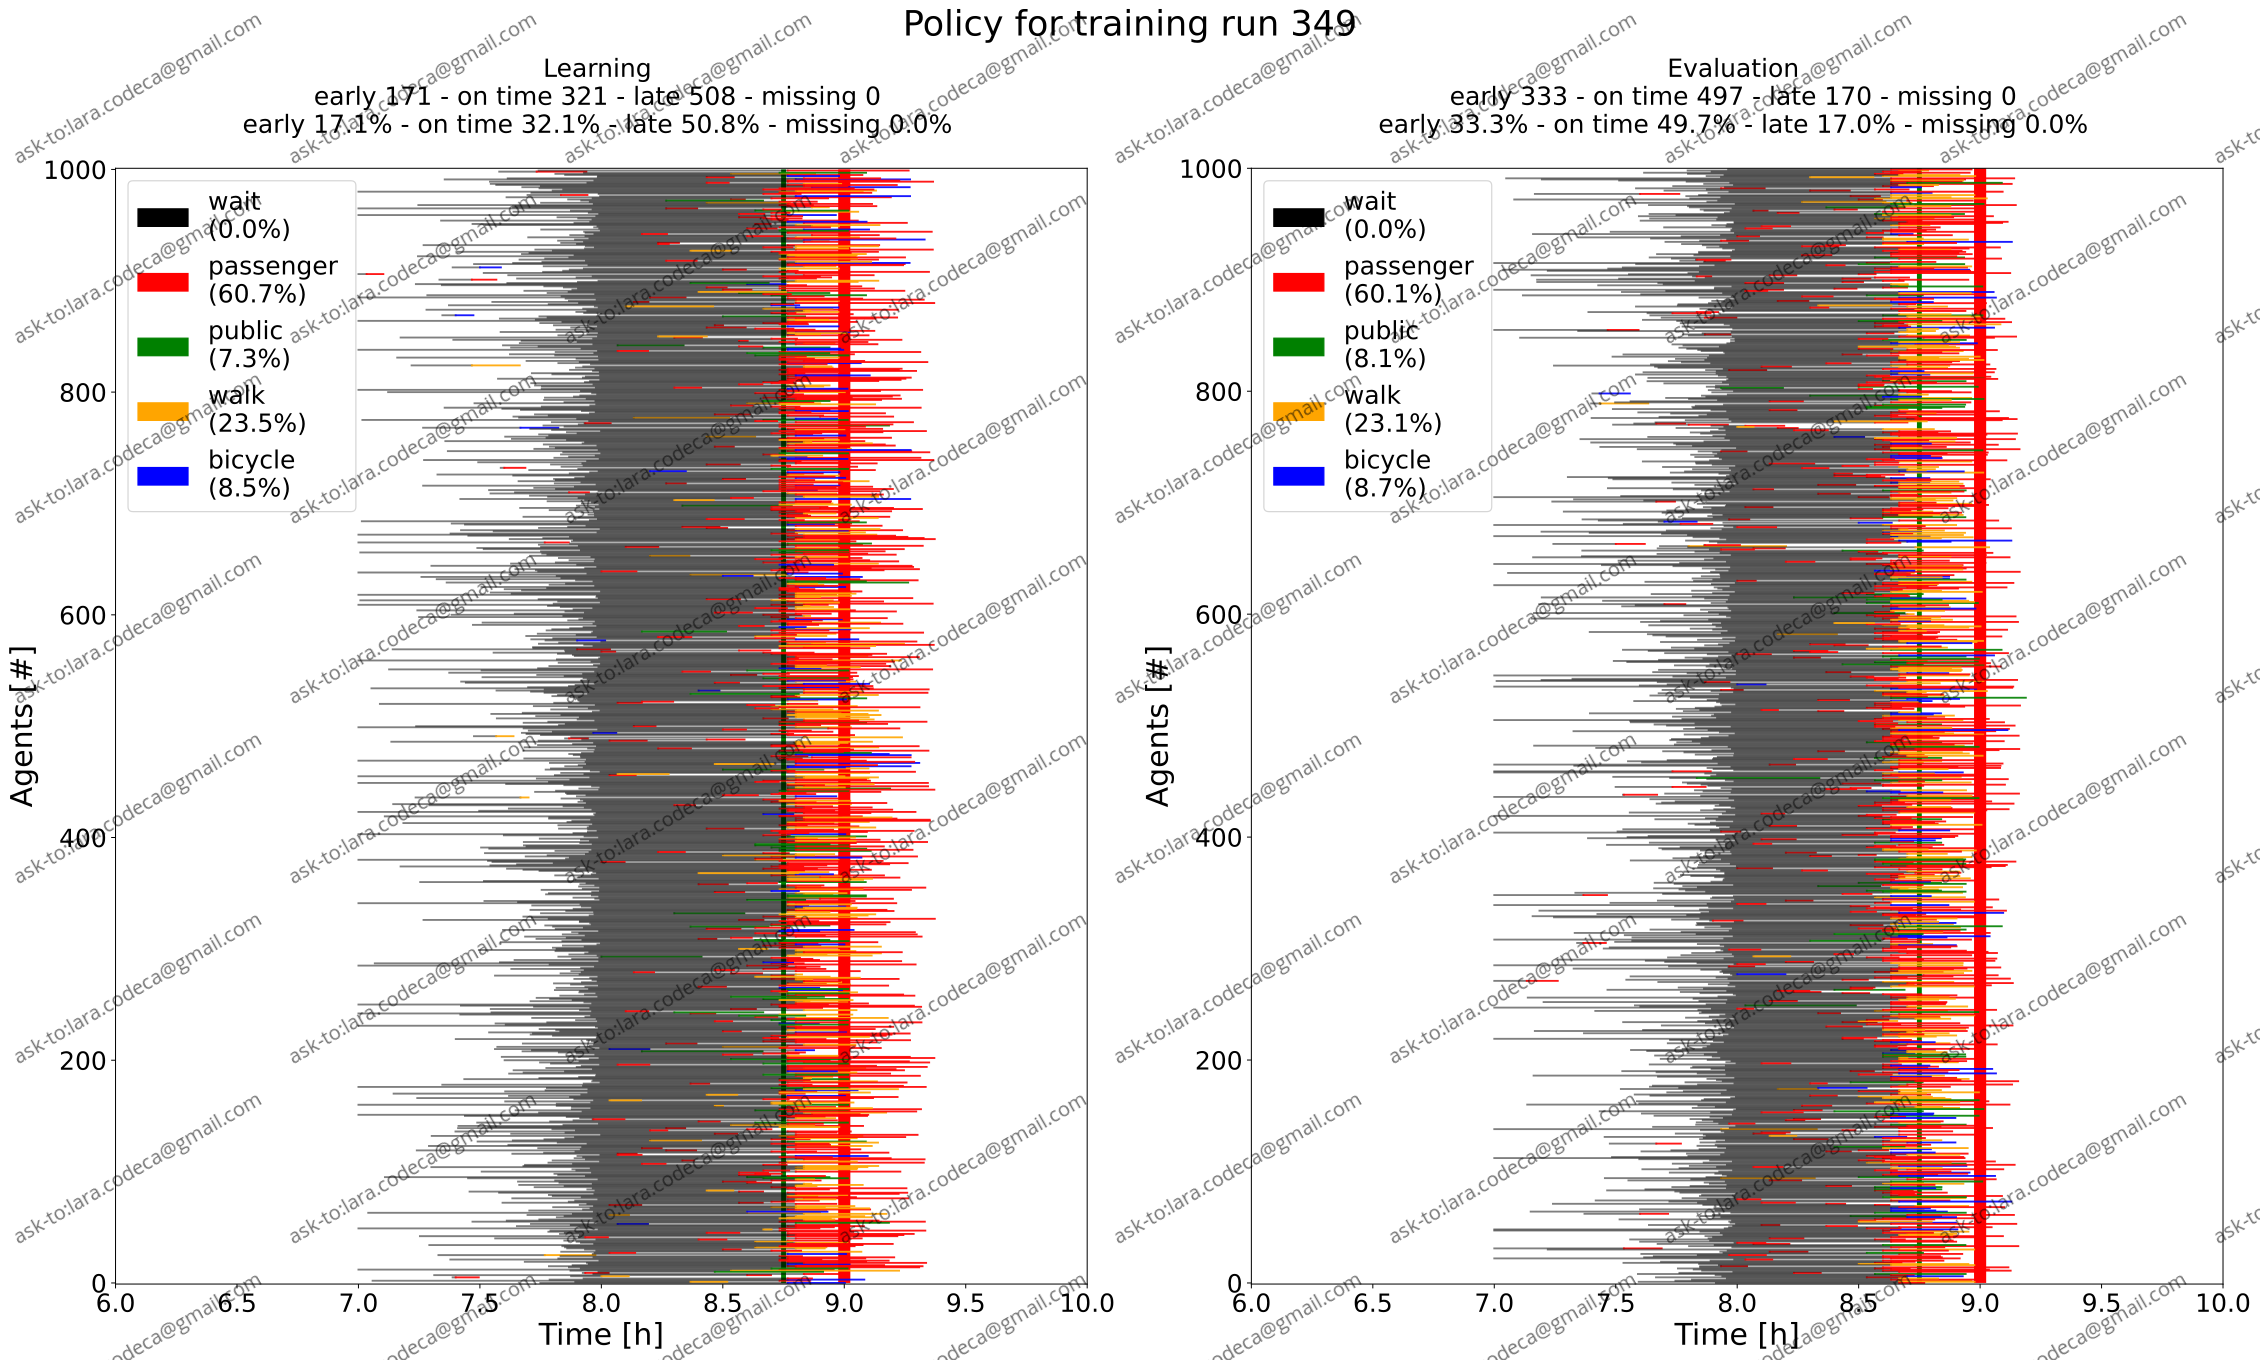 Policy for training run 349
Learning
early 171 - on time 321 - late 508 - missing 0
early 17.1% - on time 32.1% - late 50.8% - missing 0.0%
Evaluation
early 333 - on time 497 - late 170 - missing 0
early 33.3% - on time 49.7% - late 17.0% - missing 0.0%
Agents [#]
1000
800
600
400
200
0
wait
(0.0%)
passenger
(60.7%)
public
(7.3%)
walk
(23.5%)
bicycle
(8.5%)
6.0 6.5 7.0 7.5 8.0 8.5 9.0 9.5 10.0
Time [h]
Agents [#]
1000
800
600
400
200
0
wait
(0.0%)
passenger
(60.1%)
public
(8.1%)
walk
(23.1%)
bicycle
(8.7%)
6.0 6.5 7.0 7.5 8.0 8.5 9.0 9.5 10.0
Time [h]
ask-to:lara.codeca@gmail.com